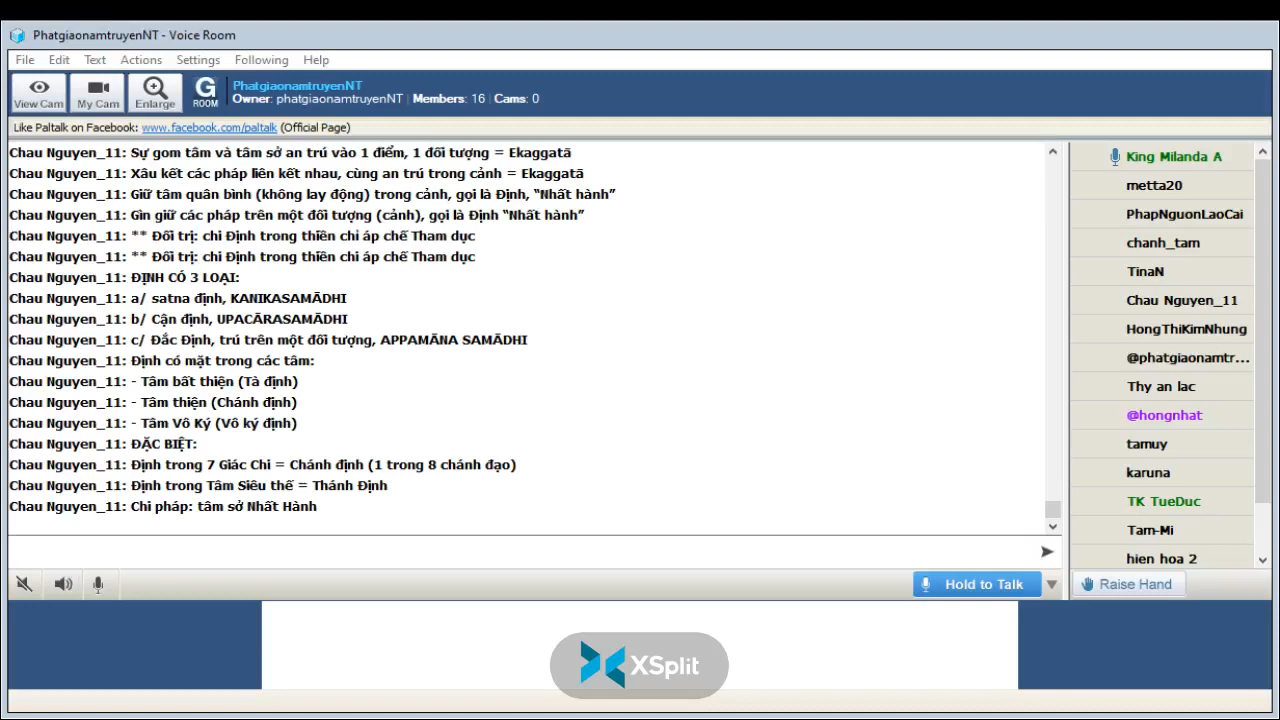 PhatgiaonamtruyenNT - Voice Room
File Edit Text Actions Settings Following Help
View Cam
My Cam
Enlarge
G ROOM
PhatgiaonamtruyenNT
Owner: phatgiaonamtruyenNT | Members: 16 | Cams: 0
Like Paltalk on Facebook: www.facebook.com/paltalk (Official Page)
Chau Nguyen_11: Sự gom tâm và tâm sở an trú vào 1 điểm, 1 đối tượng = Ekaggatā
Chau Nguyen_11: Xâu kết các pháp liên kết nhau, cùng an trú trong cảnh = Ekaggatā
Chau Nguyen_11: Giữ tâm quân bình (không lay động) trong cảnh, gọi là Định, “Nhất hành”
Chau Nguyen_11: Gìn giữ các pháp trên một đối tượng (cảnh), gọi là Định “Nhất hành”
Chau Nguyen_11: ** Đối trị: chi Định trong thiền chi áp chế Tham dục
Chau Nguyen_11: ** Đối trị: chi Định trong thiền chi áp chế Tham dục
Chau Nguyen_11: ĐỊNH CÓ 3 LOẠI:
Chau Nguyen_11: a/ satna định, KANIKASAMĀDHI
Chau Nguyen_11: b/ Cận định, UPACĀRASAMĀDHI
Chau Nguyen_11: c/ Đắc Định, trú trên một đối tượng, APPAMĀNA SAMĀDHI
Chau Nguyen_11: Định có mặt trong các tâm:
Chau Nguyen_11: - Tâm bất thiện (Tà định)
Chau Nguyen_11: - Tâm thiện (Chánh định)
Chau Nguyen_11: - Tâm Vô Ký (Vô ký định)
Chau Nguyen_11: ĐẶC BIỆT:
Chau Nguyen_11: Định trong 7 Giác Chi = Chánh định (1 trong 8 chánh đạo)
Chau Nguyen_11: Định trong Tâm Siêu thế = Thánh Định
Chau Nguyen_11: Chi pháp: tâm sở Nhất Hành
King Milanda A
metta20
PhapNguonLaoCai
chanh_tam
TinaN
Chau Nguyen_11
HongThiKimNhung
@phatgiaonamtr...
Thy an lac
@hongnhat
tamuy
karuna
TK TueDuc
Tam-Mi
hien hoa 2
Hold to Talk
Raise Hand
XSplit